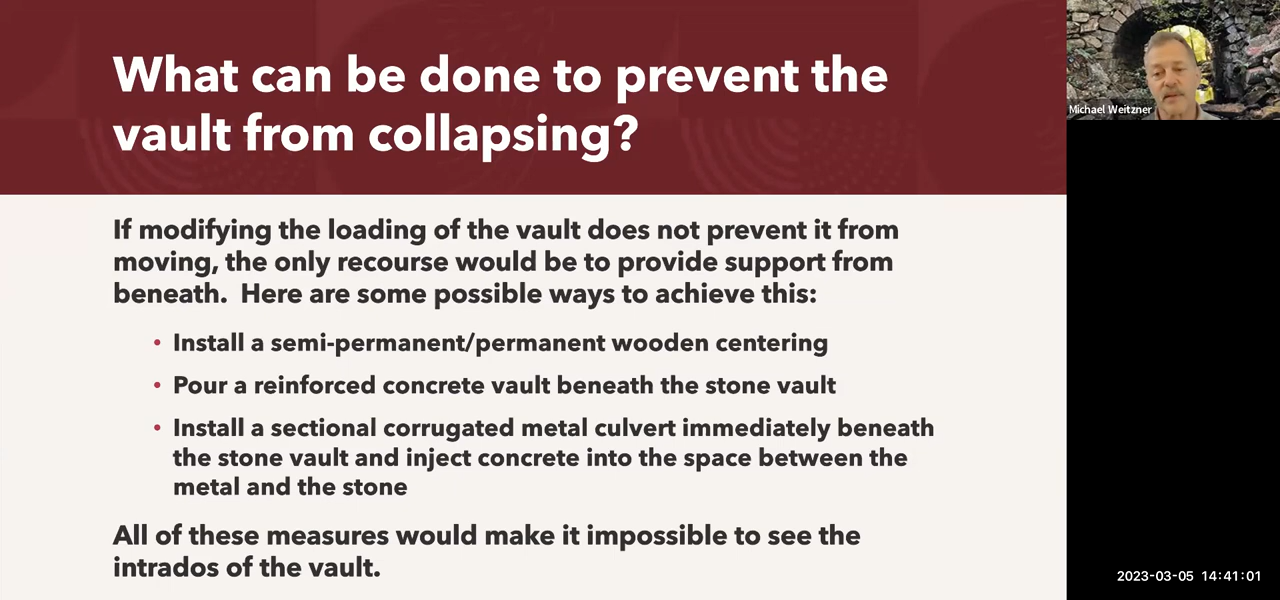 What can be done to prevent the
vault from collapsing?
If modifying the loading of the vault does not prevent it from
moving, the only recourse would be to provide support from
beneath.  Here are some possible ways to achieve this:
• Install a semi-permanent/permanent wooden centering
• Pour a reinforced concrete vault beneath the stone vault
• Install a sectional corrugated metal culvert immediately beneath
the stone vault and inject concrete into the space between the
metal and the stone
All of these measures would make it impossible to see the
intrados of the vault.
Michael Weitzner
2023-03-05 14:41:01